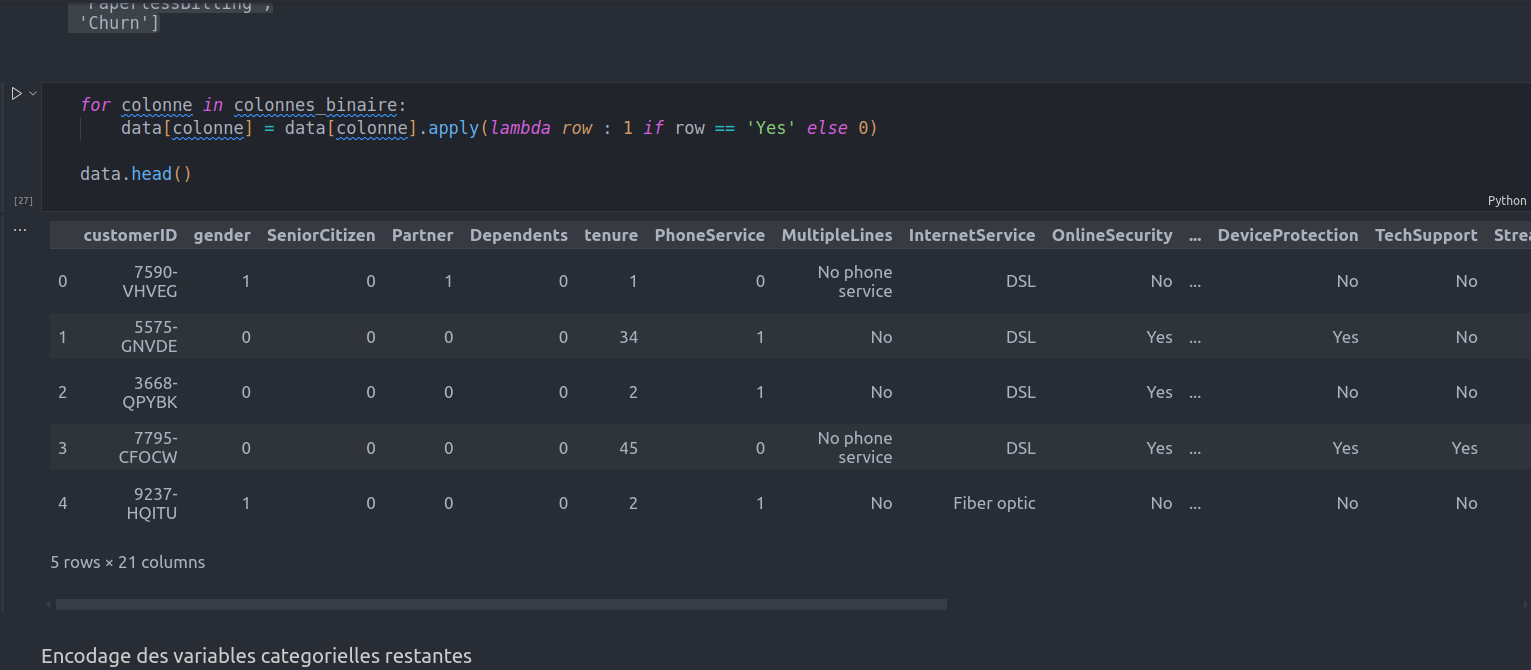 'PaperlessBilling',
'Churn']
for colonne in colonnes_binaire:
data[colonne] = data[colonne].apply(lambda row : 1 if row == 'Yes' else 0)
data.head()
[27]
Python
...
customerID gender SeniorCitizen Partner Dependents tenure PhoneService MultipleLines InternetService OnlineSecurity ... DeviceProtection TechSupport
0 7590-VHVEG 1 0 1 0 1 0 No phone service DSL No ... No No
1 5575-GNVDE 0 0 0 0 34 1 No DSL Yes ... Yes No
2 3668-QPYBK 0 0 0 0 2 1 No DSL Yes ... No No
3 7795-CFOCW 0 0 0 0 45 0 No phone service DSL Yes ... Yes Yes
4 9237-HQITU 1 0 0 0 2 1 No Fiber optic No ... No No
5 rows × 21 columns
Encodage des variables categorielles restantes